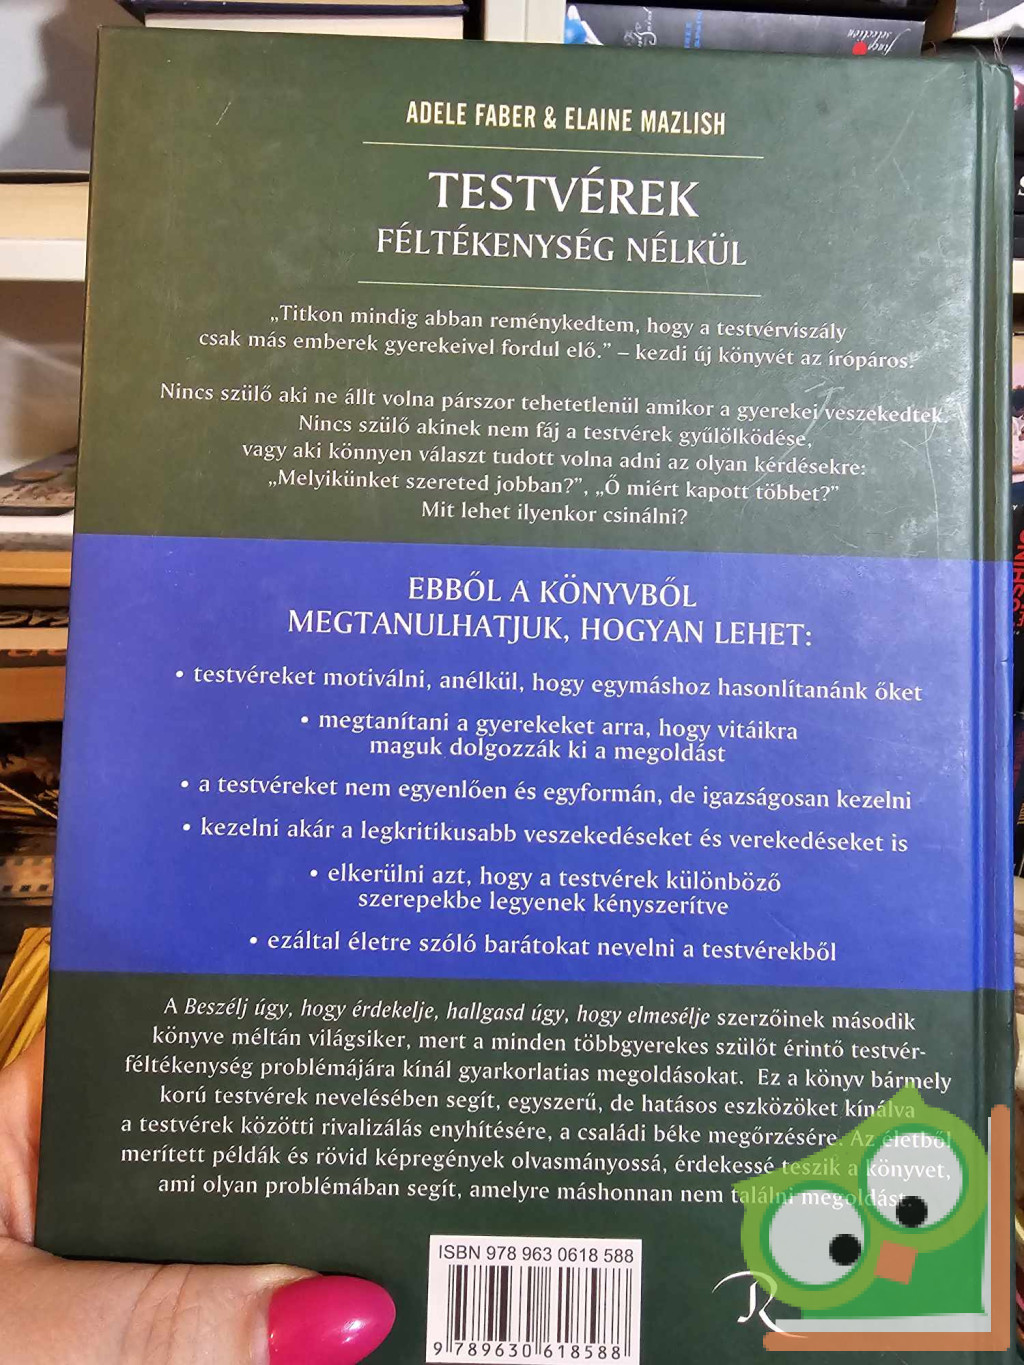 ADELE FABER & ELAINE MAZLISH
TESTVÉREK
FÉLTÉKENYSÉG NÉLKÜL
„Titkon mindig abban reménykedtem, hogy a testvérviszály
csak más emberek gyerekeivel fordul elő.” – kezdi új könyvét az írópáros.
Nincs szülő aki ne állt volna párszor tehetetlenül amikor a gyerekei veszekedtek.
Nincs szülő akinek nem fáj a testvérek gyűlölködése,
vagy aki könnyen választ tudott volna adni az olyan kérdésekre:
„Melyikünket szereted jobban?”, „Ő miért kapott többet?”
Mit lehet ilyenkor csinálni?
EBBŐL A KÖNYVBŐL
MEGTANULHATJUK, HOGYAN LEHET:
• testvéreket motiválni, anélkül, hogy egymáshoz hasonlítanánk őket
• megtanítani a gyerekeket arra, hogy vitáikra
maguk dolgozzák ki a megoldást
• a testvéreket nem egyenlően és egyformán, de igazságosan kezelni
• kezelni akár a legkritikusabb veszekedéseket és verekedéseket is
• elkerülni azt, hogy a testvérek különböző
szerepekbe legyenek kényszerítve
• ezáltal életre szóló barátokat nevelni a testvérekből
A Beszélj úgy, hogy érdekelje, hallgasd úgy, hogy elmesélje szerzőinek második
könyve méltán világsiker, mert a minden többgyerekes szülőt érintő testvér-
féltékenység problémájára kínál gyarkorlatias megoldásokat. Ez a könyv bármely
korú testvérek nevelésében segít, egyszerű, de hatásos eszközöket kínálva
a testvérek közötti rivalizálás enyhítésére, a családi béke megőrzésére. Az életből
merített példák és rövid képregények olvasmányossá, érdekessé teszik a könyvet,
ami olyan problémában segít, amelyre máshonnan nem találni megoldást.
ISBN 978 963 0618 588
9 789630 618588
R